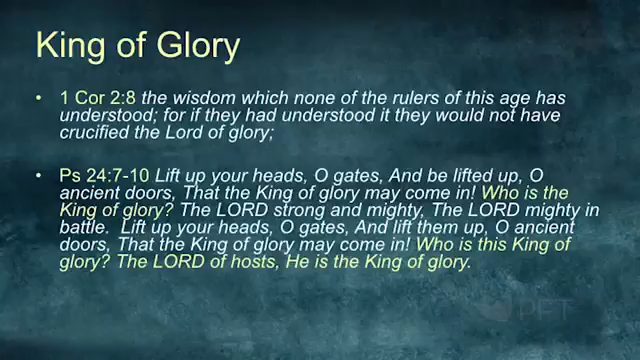 King of Glory
• 1 Cor 2:8 the wisdom which none of the rulers of this age has
understood; for if they had understood it they would not have
crucified the Lord of glory;
• Ps 24:7-10 Lift up your heads, O gates, And be lifted up, O
ancient doors, That the King of glory may come in! Who is the
King of glory? The LORD strong and mighty, The LORD mighty in
battle. Lift up your heads, O gates, And lift them up, O ancient
doors, That the King of glory may come in! Who is this King of
glory? The LORD of hosts, He is the King of glory.
PFT